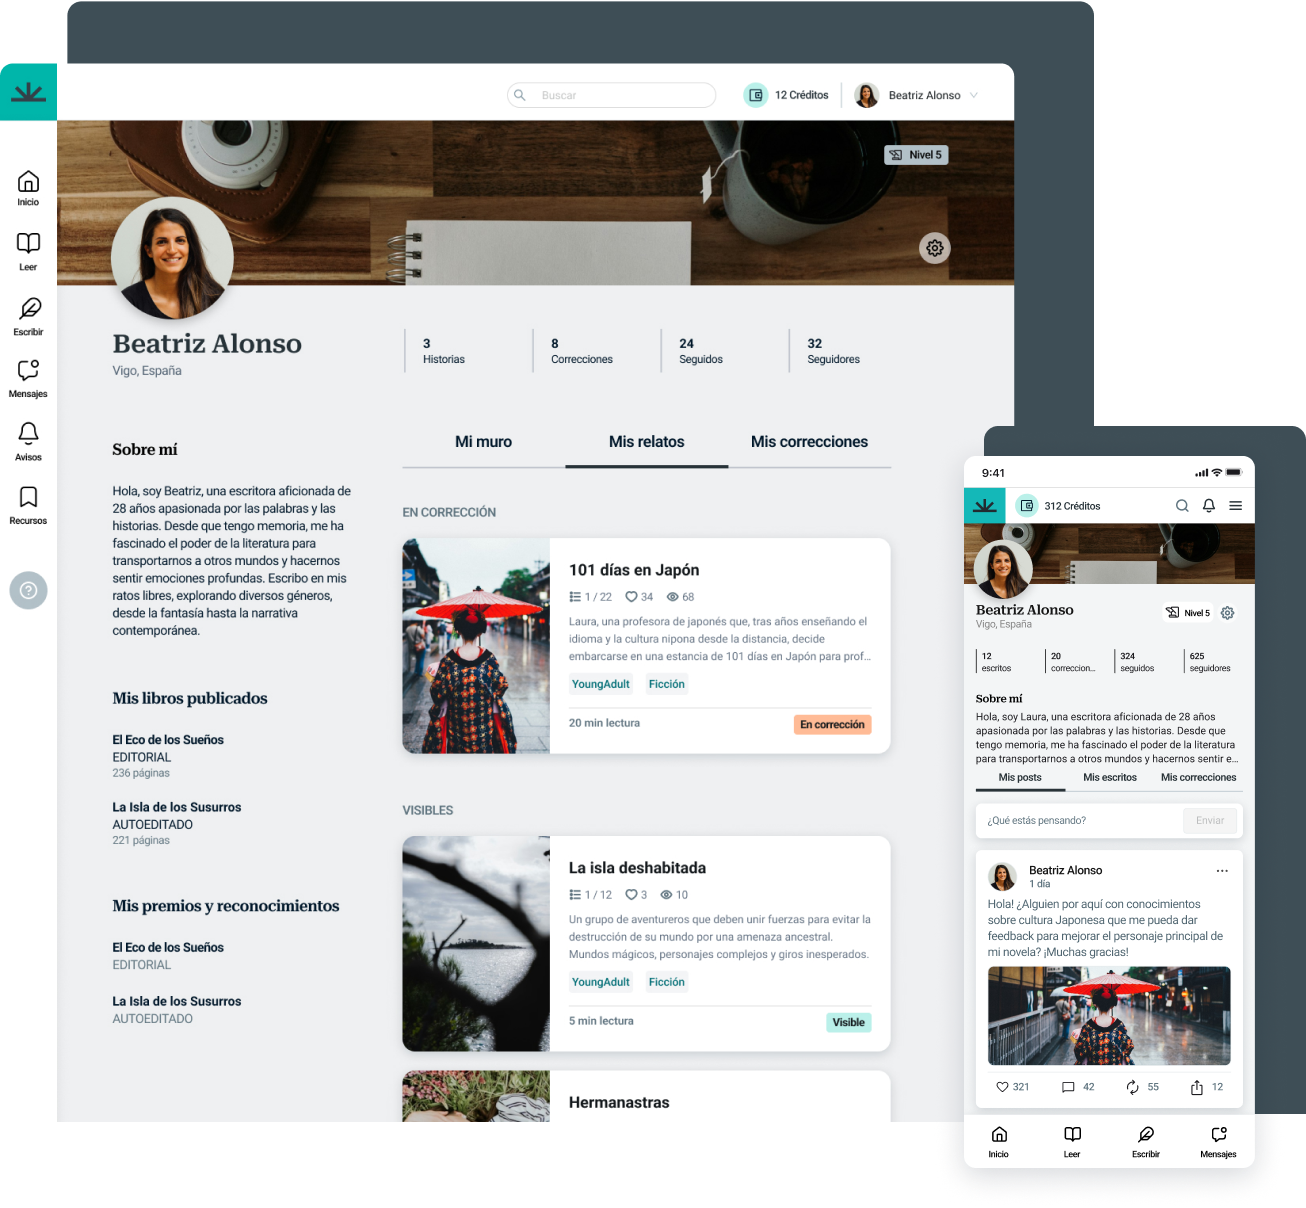 Buscar
12 Créditos
Beatriz Alonso
Nivel 5
Inicio
Leer
Escribir
Mensajes
Avisos
Recursos
Beatriz Alonso
Vigo, España
3
Historias
8
Correcciones
24
Seguidos
32
Seguidores
Sobre mí
Hola, soy Beatriz, una escritora aficionada de
28 años apasionada por las palabras y las
historias. Desde que tengo memoria, me ha
fascinado el poder de la literatura para
transportarnos a otros mundos y hacernos
sentir emociones profundas. Escribo en mis
ratos libres, explorando diversos géneros,
desde la fantasía hasta la narrativa
contemporánea.
Mis libros publicados
El Eco de los Sueños
EDITORIAL
236 páginas
La Isla de los Susurros
AUTOEDITADO
221 páginas
Mis premios y reconocimientos
El Eco de los Sueños
EDITORIAL
La Isla de los Susurros
AUTOEDITADO
Mi muro
Mis relatos
Mis correcciones
EN CORRECCIÓN
101 días en Japón
1 / 22 34 68
Laura, una profesora de japonés que, tras años enseñando el
idioma y la cultura nipona desde la distancia, decide
embarcarse en una estancia de 101 días en Japón para prof...
YoungAdult Ficción
20 min lectura
En corrección
VISIBLES
La isla deshabitada
1 / 12 3 10
Un grupo de aventureros que deben unir fuerzas para evitar la
destrucción de su mundo por una amenaza ancestral.
Mundos mágicos, personajes complejos y giros inesperados.
YoungAdult Ficción
5 min lectura
Visible
Hermanastras
9:41
312 Créditos
Beatriz Alonso
Vigo, España
Nivel 5
12
escritos
20
correccion...
324
seguidos
625
seguidores
Sobre mí
Hola, soy Laura, una escritora aficionada de 28 años
apasionada por las palabras y las historias. Desde que
tengo memoria, me ha fascinado el poder de la literatura
para transportarnos a otros mundos y hacernos sentir e...
Mis posts
Mis escritos
Mis correcciones
¿Qué estás pensando?
Enviar
Beatriz Alonso
1 día
Hola! ¿Alguien por aquí con conocimientos
sobre cultura Japonesa que me pueda dar
feedback para mejorar el personaje principal de
mi novela? ¡Muchas gracias!
321 42 55 12
Inicio
Leer
Escribir
Mensajes